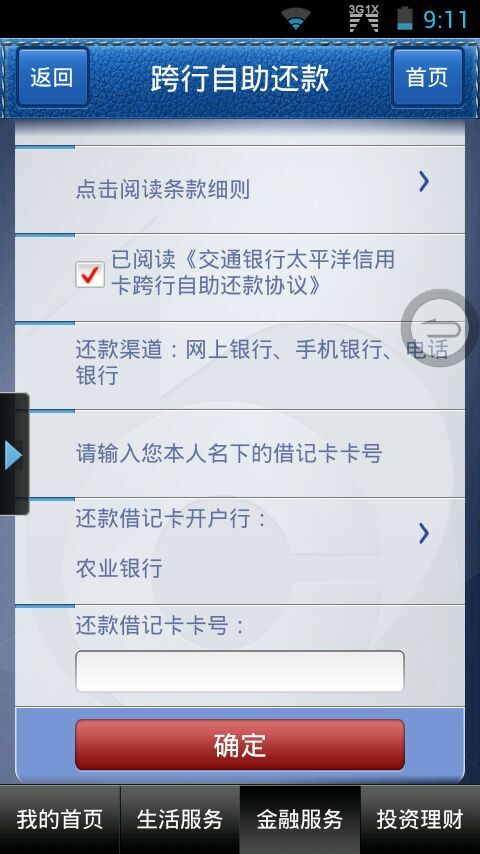 3G1X
9:11
返回
跨行自助还款
首页
点击阅读条款细则
已阅读《交通银行太平洋信用
卡跨行自助还款协议》
还款渠道：网上银行、手机银行、电话
银行
请输入您本人名下的借记卡卡号
还款借记卡开户行：
农业银行
还款借记卡卡号：
确定
我的首页
生活服务
金融服务
投资理财